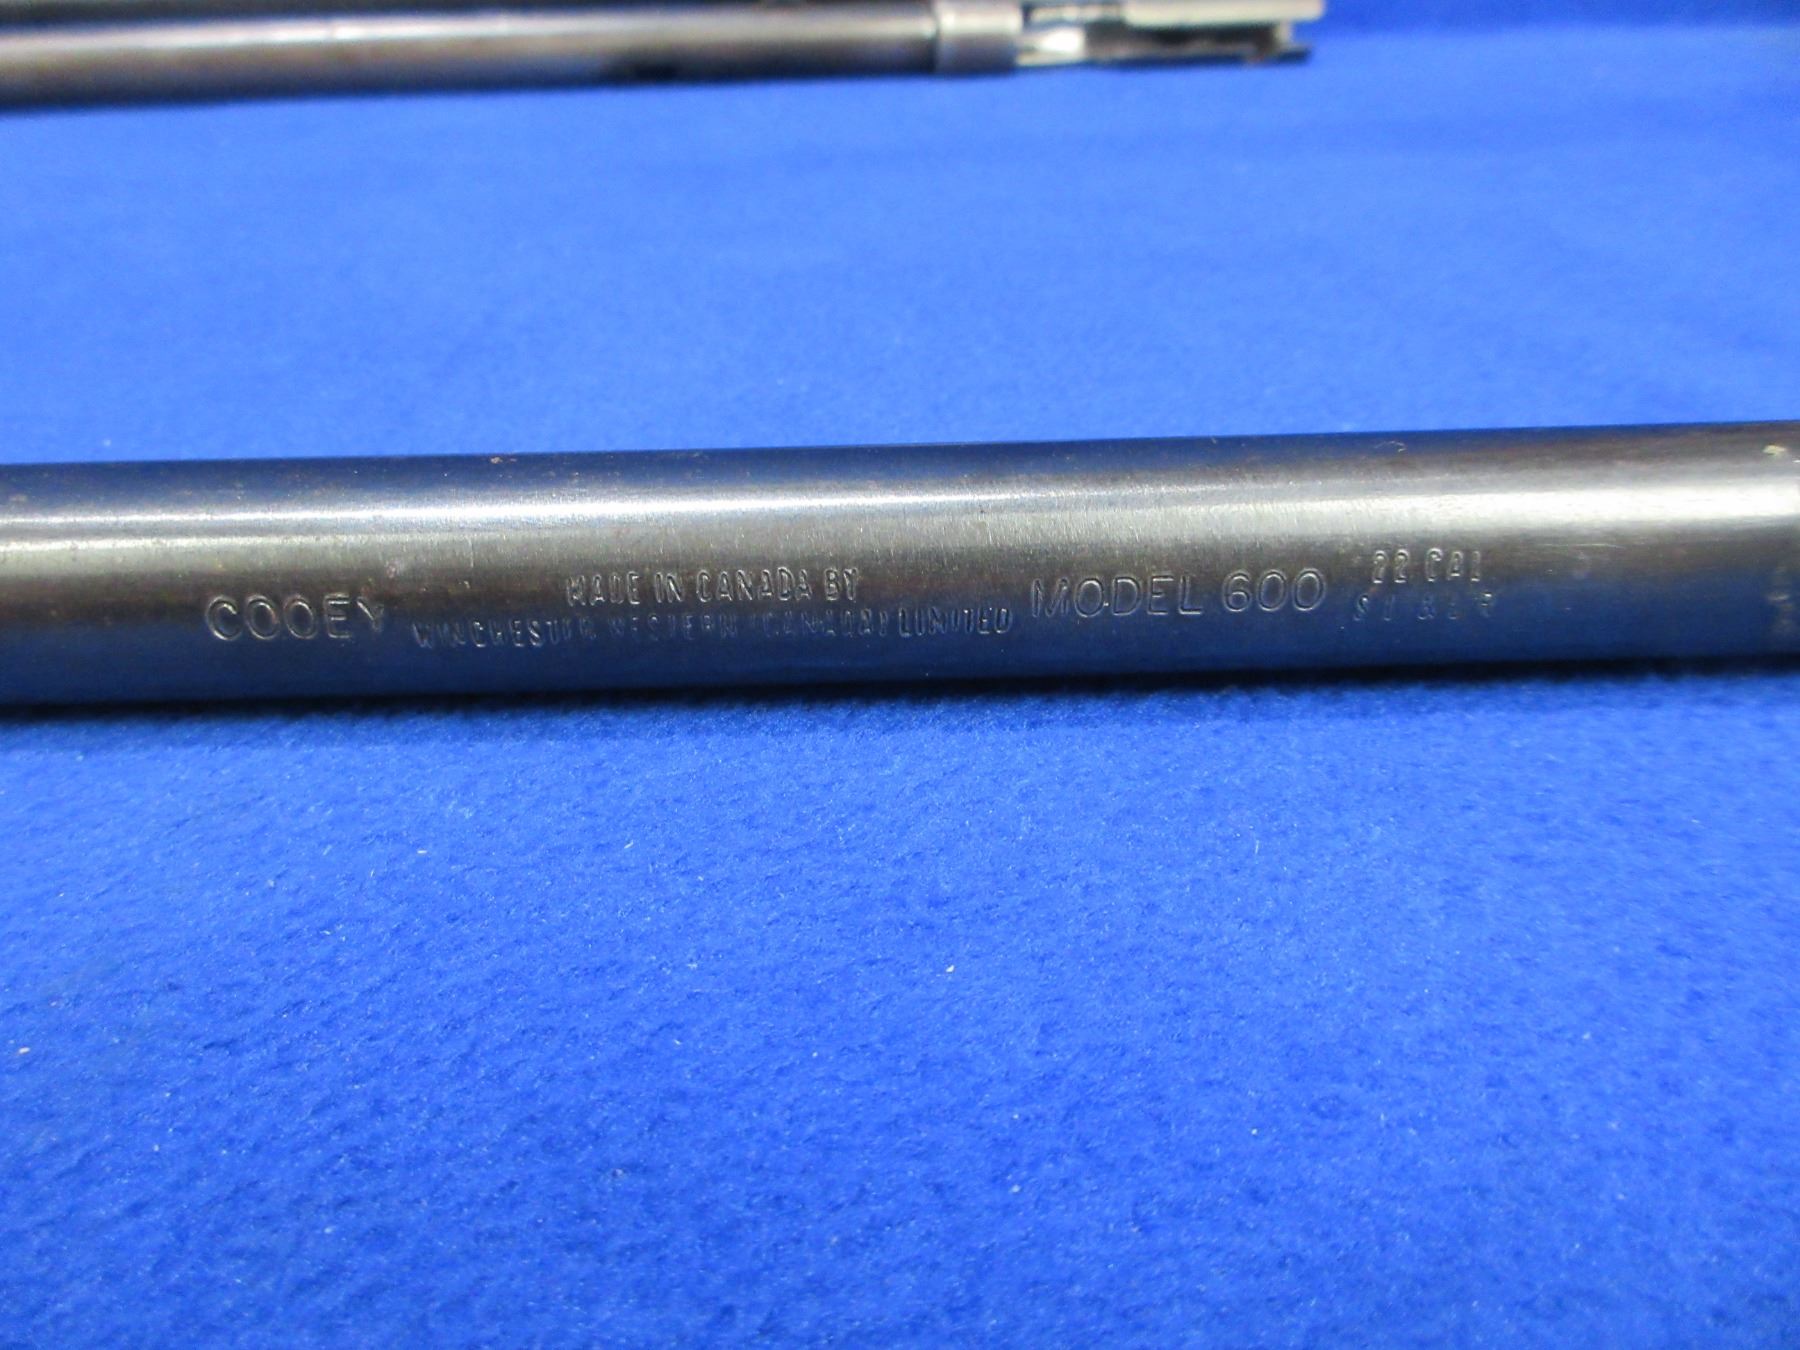 COOEY
MADE IN CANADA BY
WINCHESTER WESTERN (CANADA) LIMITED
MODEL 600
22 CAL
S L & LR